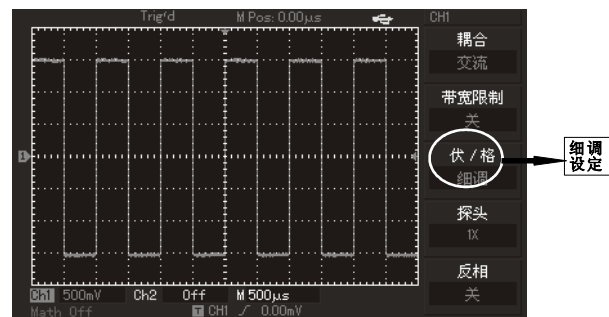 Trig'd M Pos: 0.00μs CH1
耦合
交流
带宽限制
关
伏/格
细调
细调
设定
探头
1X
反相
关
1
Ch1 500mV Ch2 Off M 500μs
Math Off T CH1 0.00mV